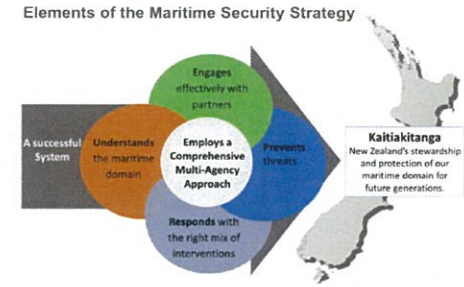 Elements of the Maritime Security Strategy
A successful
System
Understands
the maritime
domain
Engages
effectively with
partners
Employs a
Comprehensive
Multi-Agency
Approach
Prevents
threats
Responds with
the right mix of
interventions
Kaitiakitanga
New Zealand's stewardship
and protection of our
maritime domain for
future generations.